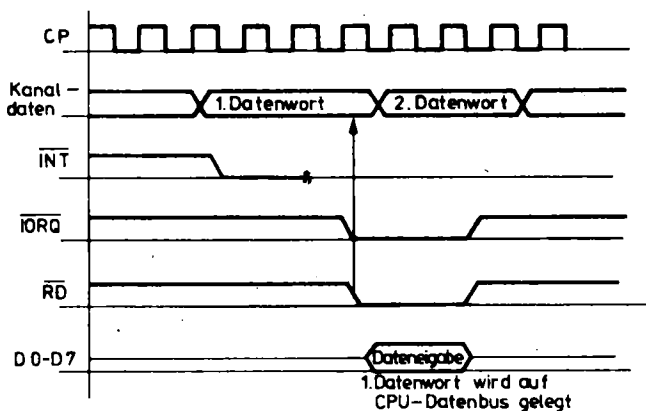 CP
Kanal-
daten
1.Datenwort
2. Datenwort
INT
IORQ
RD
D0-D7
Dateneigabe
1.Datenwort wird auf
CPU-Datenbus gelegt